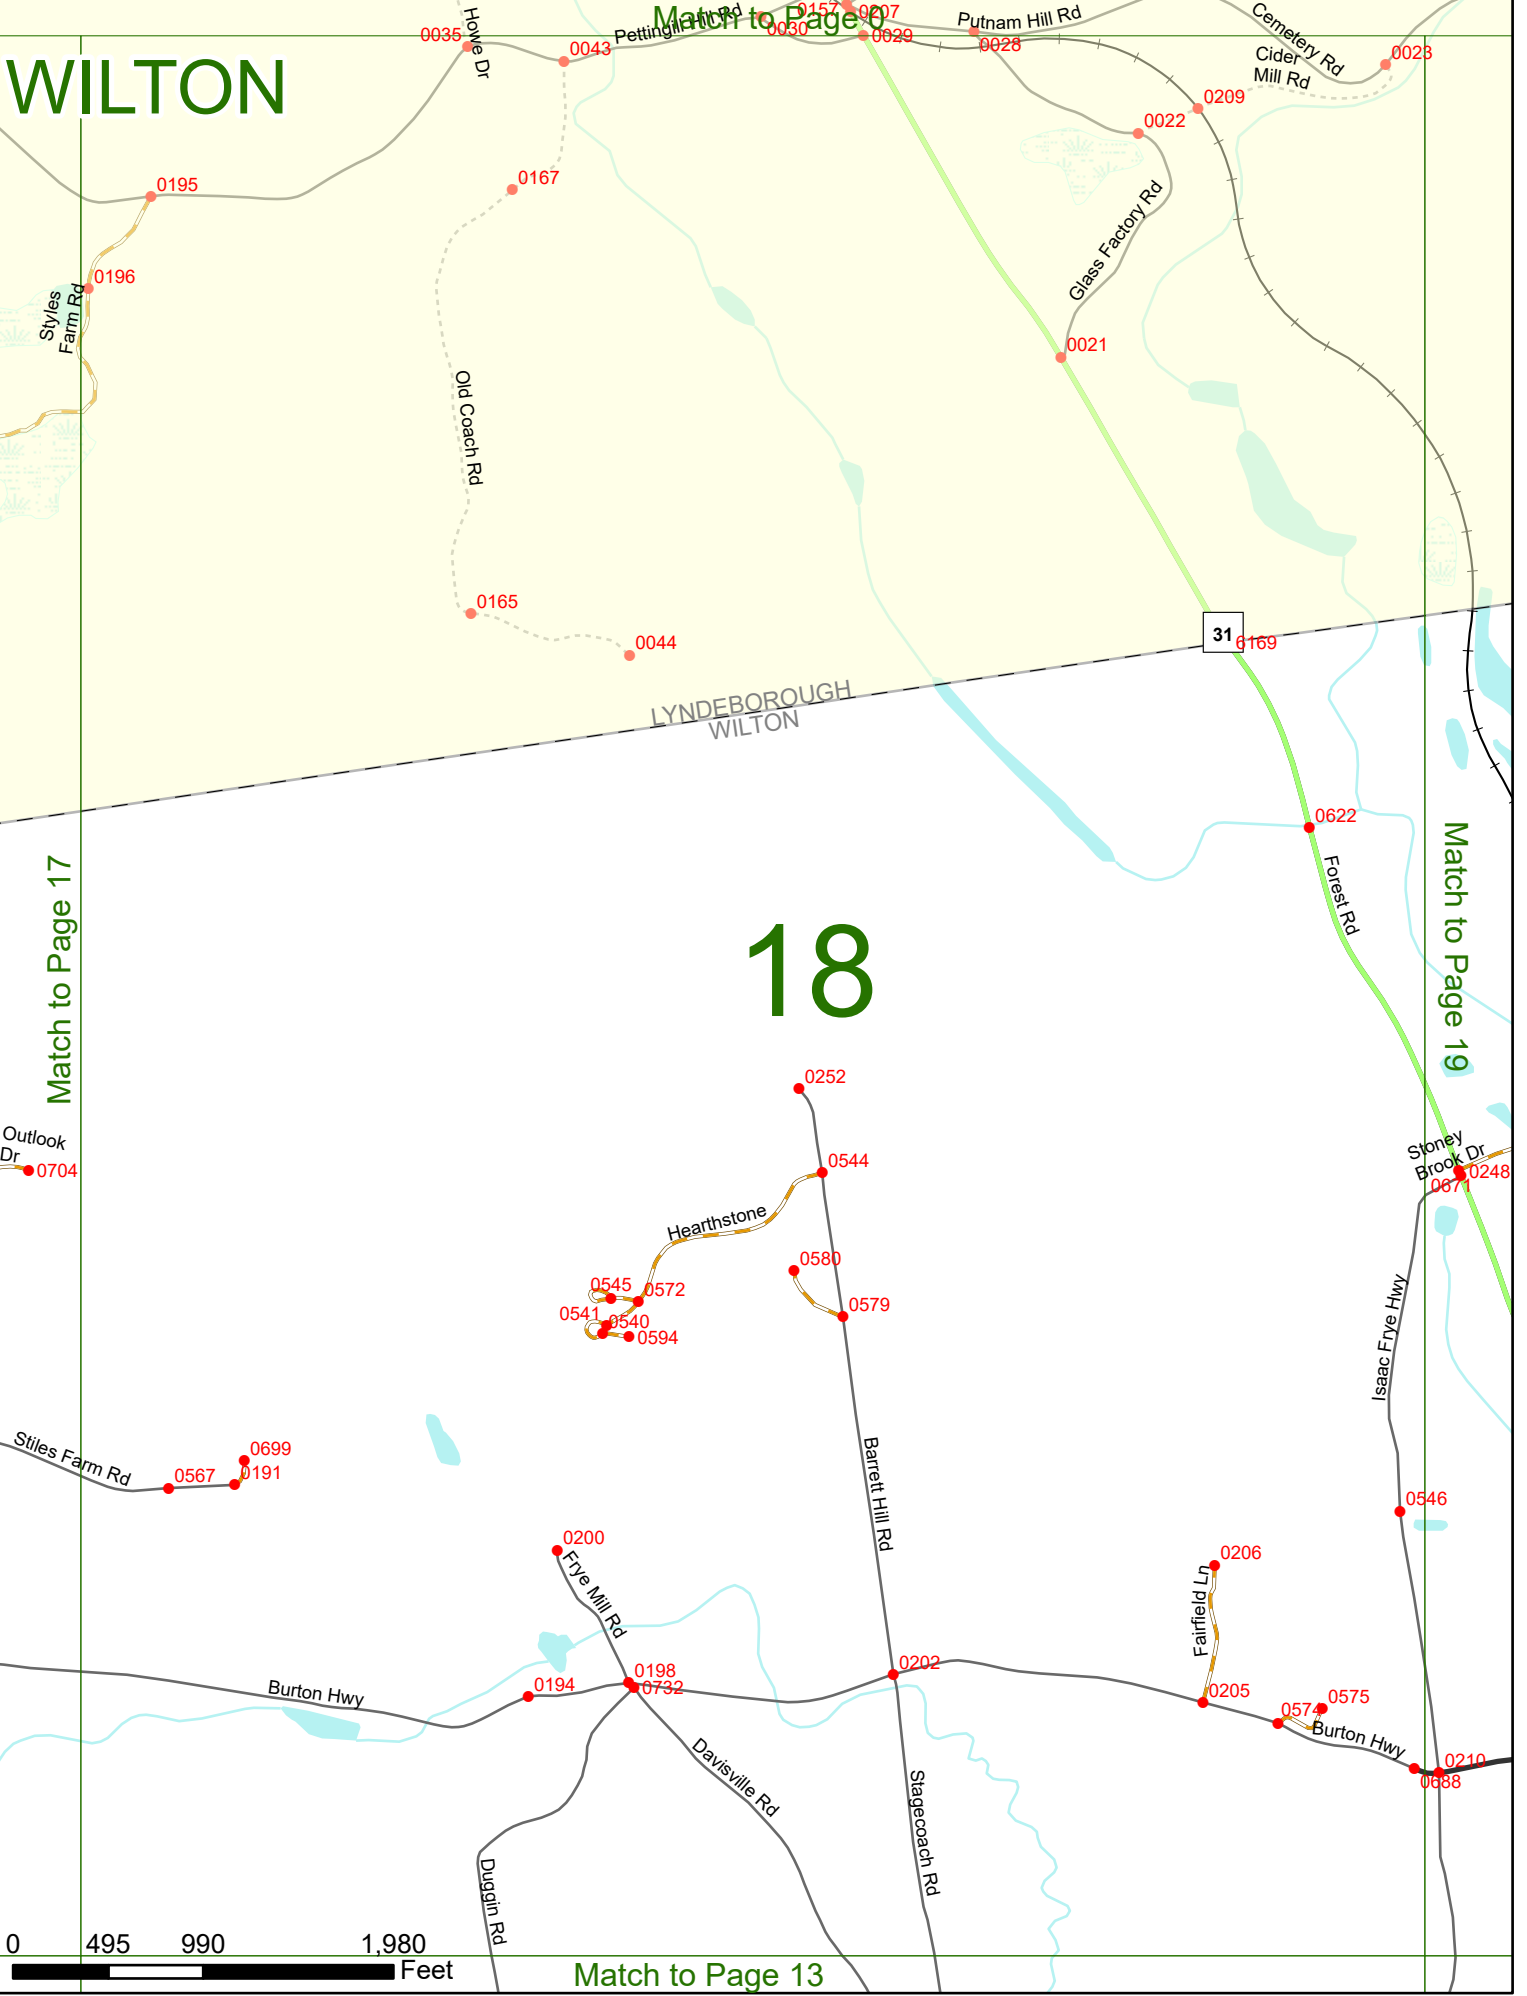 Match to Page 0
WILTON
0035
Howe Dr
0043
Pettingill Hill Rd
0030
0157
0207
0029
Putnam Hill Rd
0028
Cemetery Rd
Cider
Mill Rd
0023
0209
0022
0195
0167
Glass Factory Rd
0196
Styles
Farm Rd
0021
Old Coach Rd
0165
0044
31
6169
LYNDEBOROUGH
WILTON
0622
Forest Rd
Match to Page 17
Match to Page 19
18
0252
Outlook
Dr
0704
0544
Stoney
Brook Dr
0248
0671
Hearthstone
0580
0545
0572
0579
0541
0540
0594
Isaac Frye Hwy
Stiles Farm Rd
0699
0567
0191
Barrett Hill Rd
0546
0200
Frye Mill Rd
0206
Fairfield Ln
0198
0202
0732
0194
Burton Hwy
0205
0574
0575
Burton Hwy
0210
0688
Davisville Rd
Stagecoach Rd
Duggin Rd
0 495 990 1,980
Feet
Match to Page 13